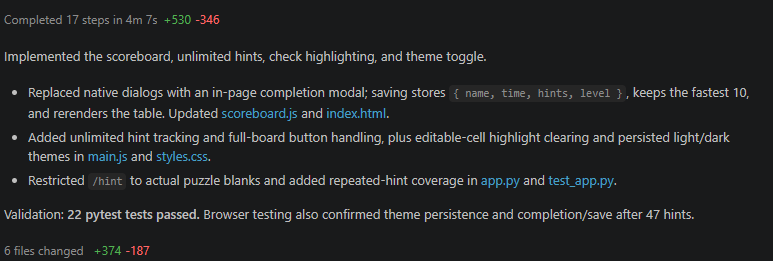 Completed 17 steps in 4m 7s +530 -346
Implemented the scoreboard, unlimited hints, check highlighting, and theme toggle.
• Replaced native dialogs with an in-page completion modal; saving stores { name, time, hints, level }, keeps the fastest 10,
and rerenders the table. Updated scoreboard.js and index.html.
• Added unlimited hint tracking and full-board button handling, plus editable-cell highlight clearing and persisted light/dark
themes in main.js and styles.css.
• Restricted /hint to actual puzzle blanks and added repeated-hint coverage in app.py and test_app.py.
Validation: 22 pytest tests passed. Browser testing also confirmed theme persistence and completion/save after 47 hints.
6 files changed +374 -187